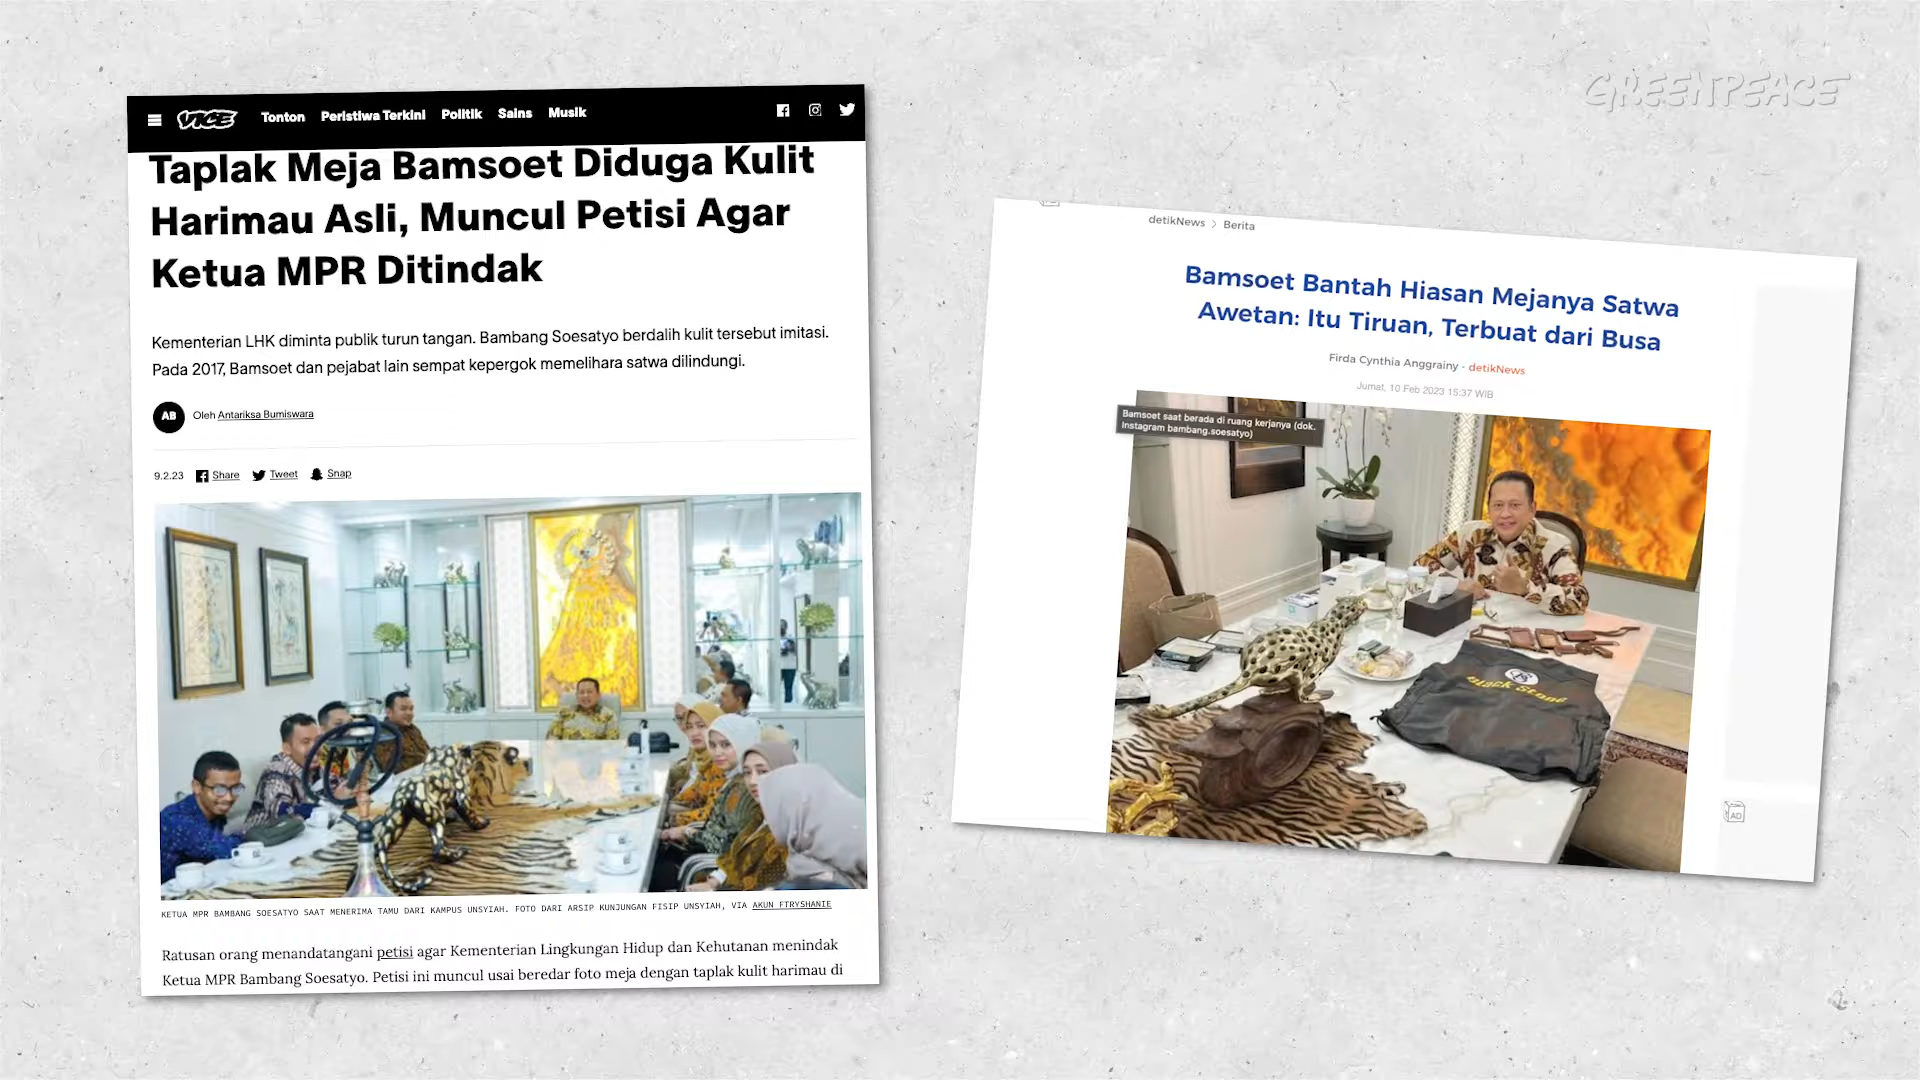 VICE Tonton Peristiwa Terkini Politik Sains Musik
Taplak Meja Bamsoet Diduga Kulit
Harimau Asli, Muncul Petisi Agar
Ketua MPR Ditindak
Kementerian LHK diminta publik turun tangan. Bambang Soesatyo berdalih kulit tersebut imitasi.
Pada 2017, Bamsoet dan pejabat lain sempat kepergok memelihara satwa dilindungi.
AB Oleh Antariksa Bumiswara
9.2.23 Share Tweet Snap
KETUA MPR BAMBANG SOESATYO SAAT MENERIMA TAMU DARI KAMPUS UNSYIAH. FOTO DARI ARSIP KUNJUNGAN FISIP UNSYIAH, VIA AKUN FTRYSHANIE
Ratusan orang menandatangani petisi agar Kementerian Lingkungan Hidup dan Kehutanan menindak
Ketua MPR Bambang Soesatyo. Petisi ini muncul usai beredar foto meja dengan taplak kulit harimau di
GREENPEACE
detikNews > Berita
Bamsoet Bantah Hiasan Mejanya Satwa
Awetan: Itu Tiruan, Terbuat dari Busa
Firda Cynthia Anggrainy - detikNews
Jumat, 10 Feb 2023 15:37 WIB
Bamsoet saat berada di ruang kerjanya (dok.
Instagram bambang.soesatyo)
Black Stone
AD